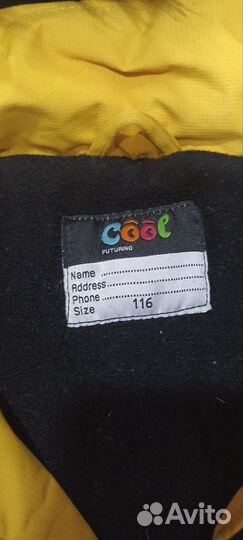 cool
FUTURINO
Name ..................
Address ..................
Phone ..................
Size 116
Avito